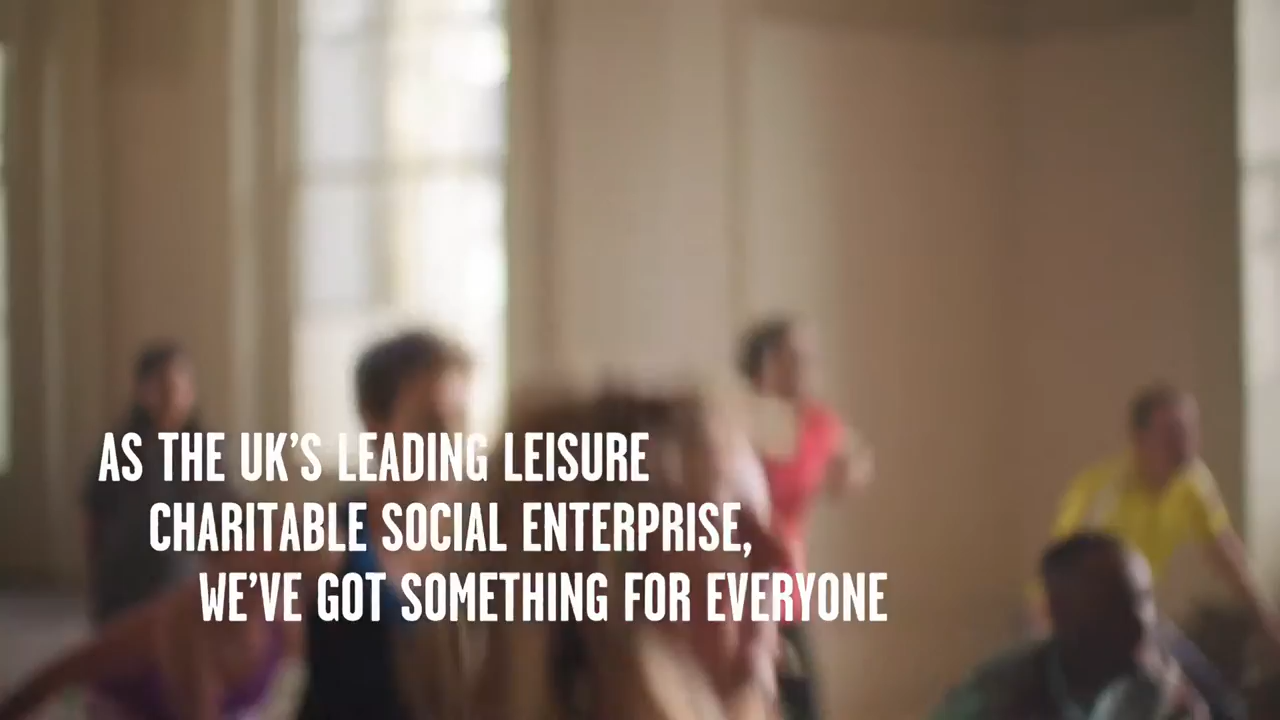 AS THE UK'S LEADING LEISURE
CHARITABLE SOCIAL ENTERPRISE,
WE'VE GOT SOMETHING FOR EVERYONE